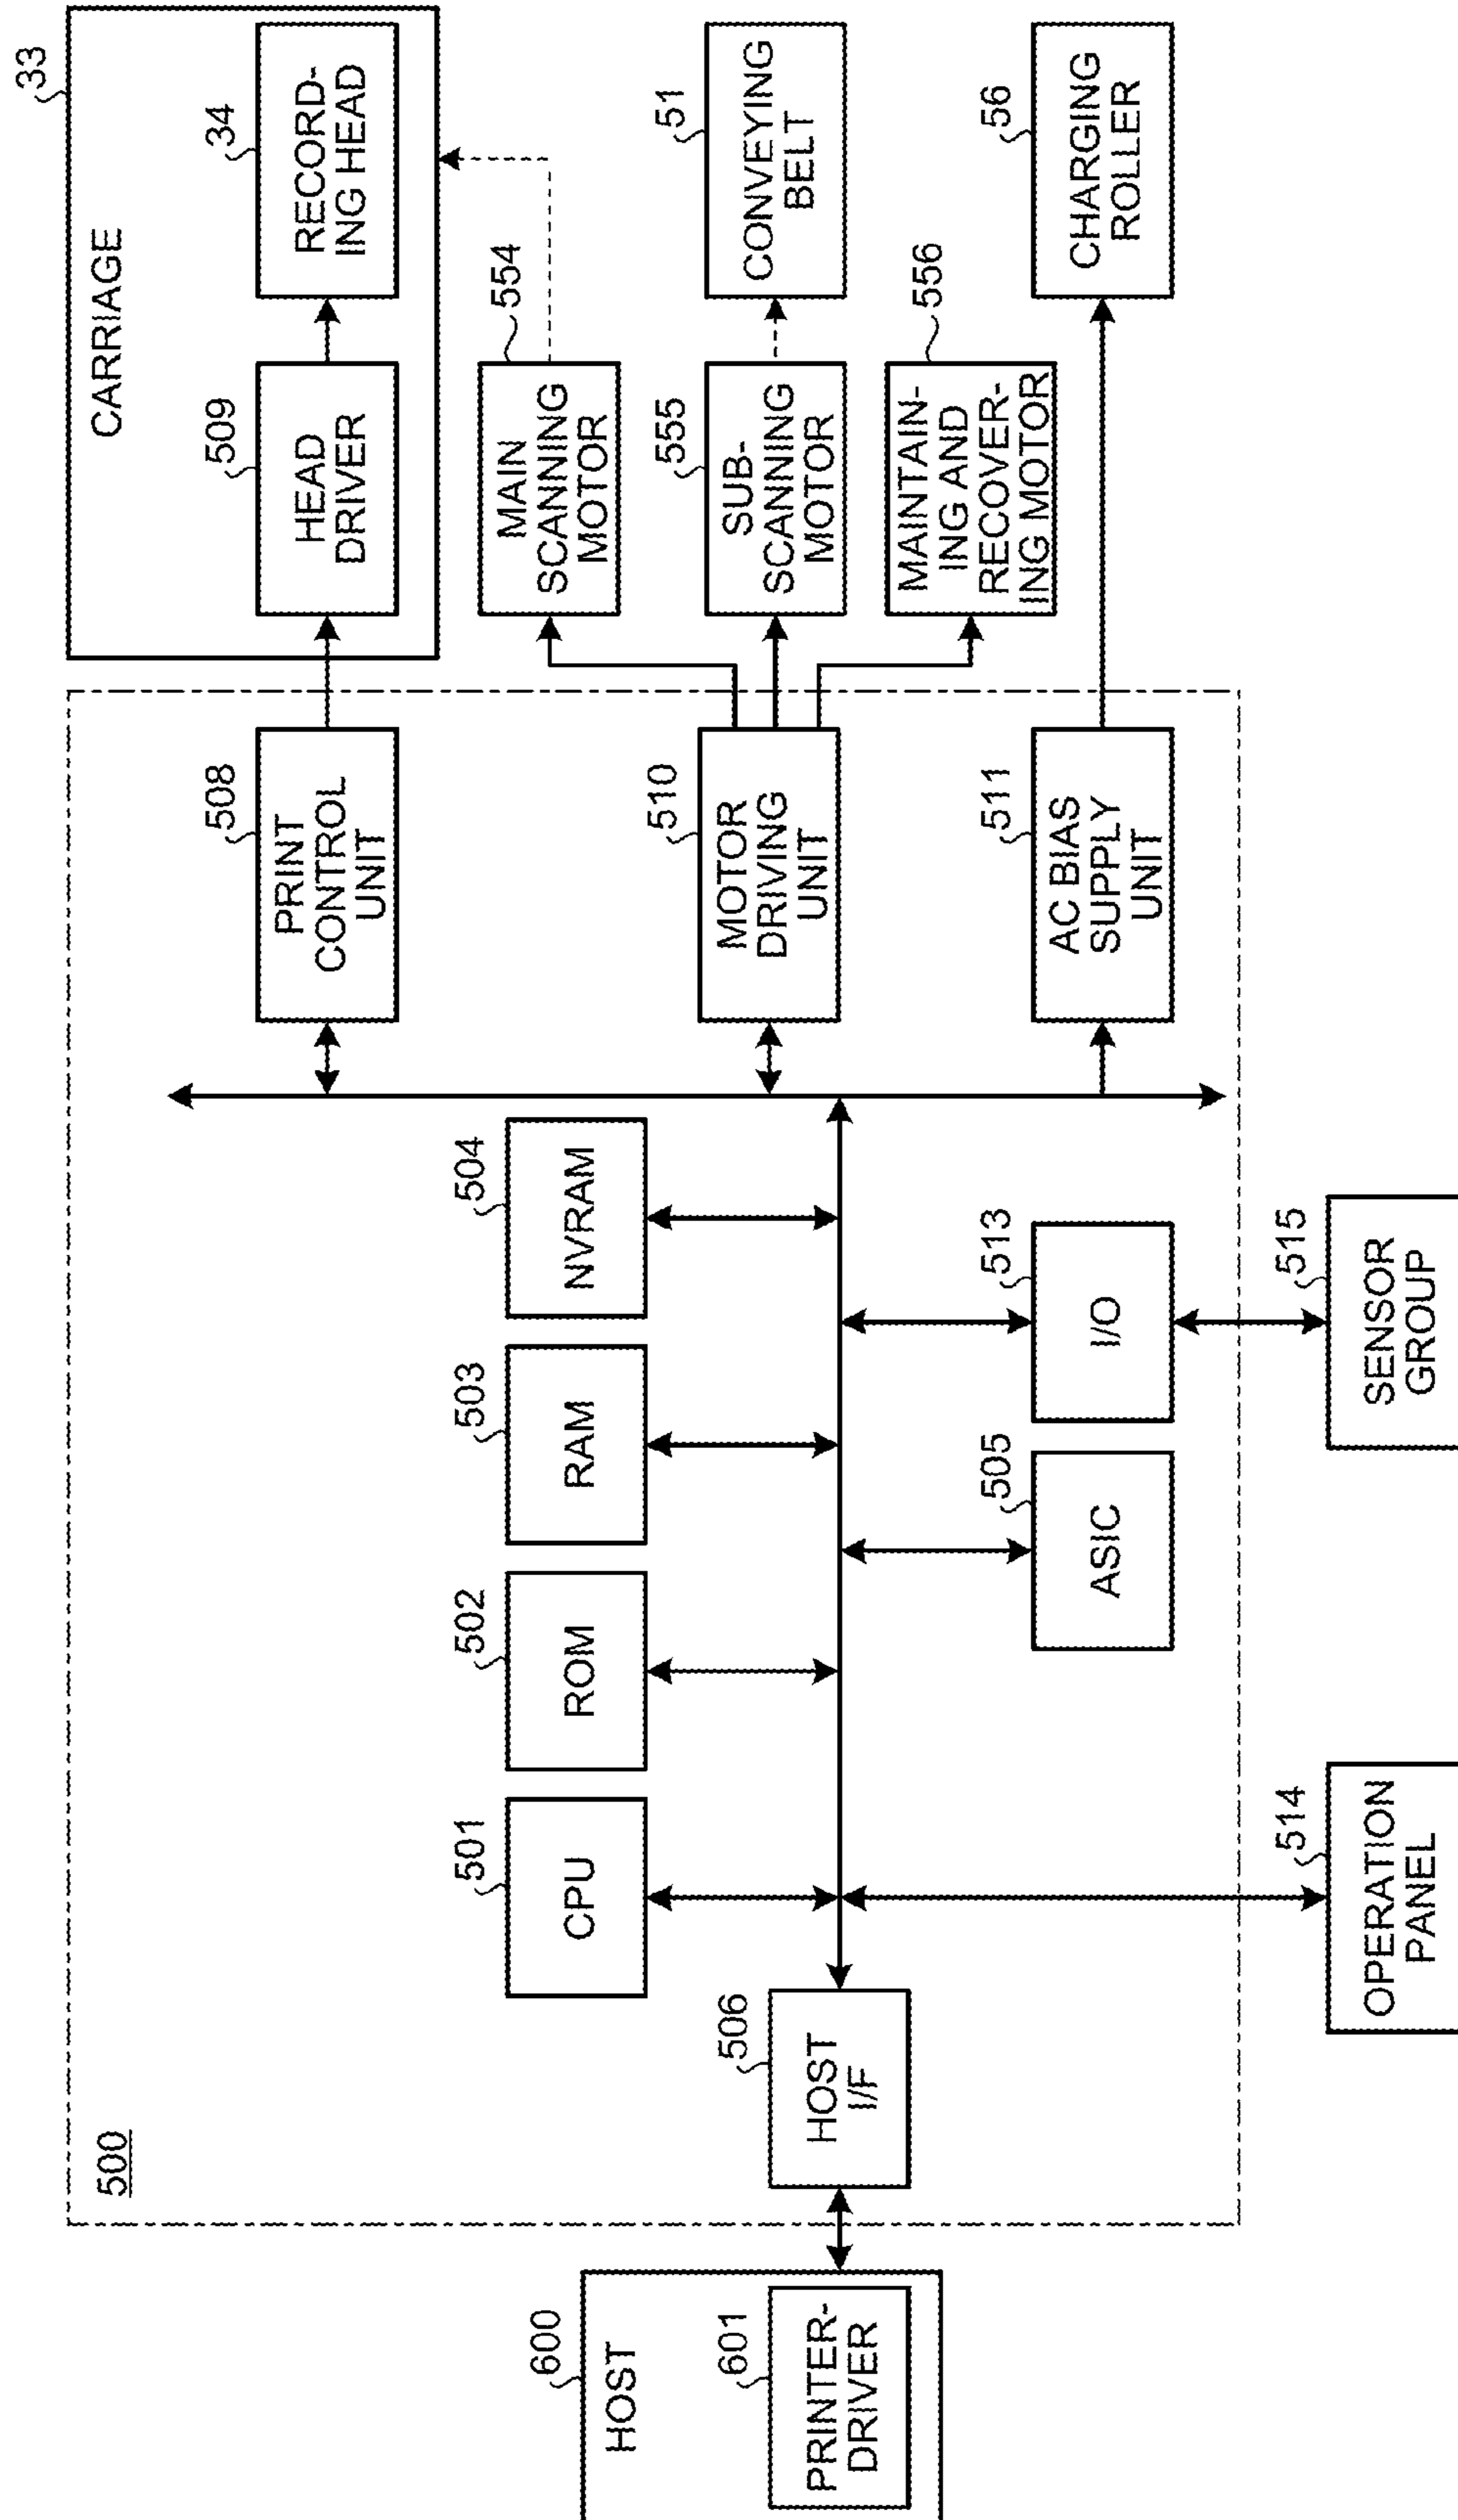 33
CARRIAGE
509
HEAD
DRIVER
34
RECORD-
ING HEAD
500
508
PRINT
CONTROL
UNIT
554
MAIN
SCANNING
MOTOR
501
CPU
502
ROM
503
RAM
504
NVRAM
510
MOTOR
DRIVING
UNIT
555
SUB-
SCANNING
MOTOR
51
CONVEYING
BELT
600
HOST
601
PRINTER-
DRIVER
506
HOST
I/F
556
MAINTAIN-
ING AND
RECOVER-
ING MOTOR
505
ASIC
513
I/O
511
AC BIAS
SUPPLY
UNIT
56
CHARGING
ROLLER
514
OPERATION
PANEL
515
SENSOR
GROUP